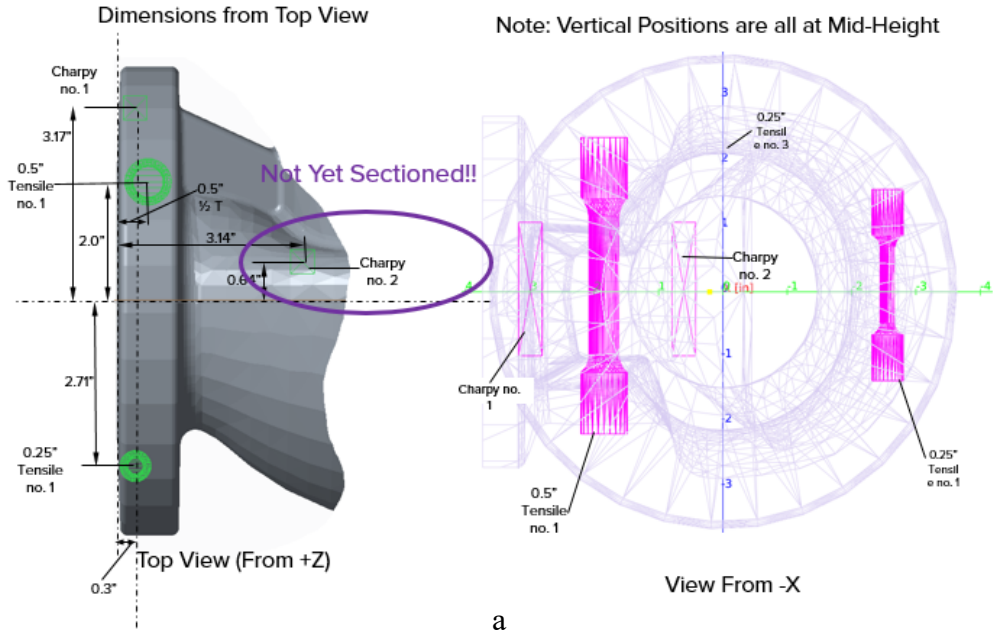 Dimensions from Top View
Note: Vertical Positions are all at Mid-Height
Charpy
no. 1
3.17"
0.5"
Tensile
no. 1
0.5"
½ T
2.0"
3.14"
0.64"
Not Yet Sectioned!!
Charpy
no. 2
2.71"
0.25"
Tensile
no. 1
0.3"
Top View (From +Z)
3
2
1
-1
-2
-3
4
3
1
0
[in]
-1
-2
-3
-4
0.25"
Tensil
e no. 3
Charpy
no. 2
Charpy no.
1
0.5"
Tensile
no. 1
0.25"
Tensil
e no. 1
View From -X
a